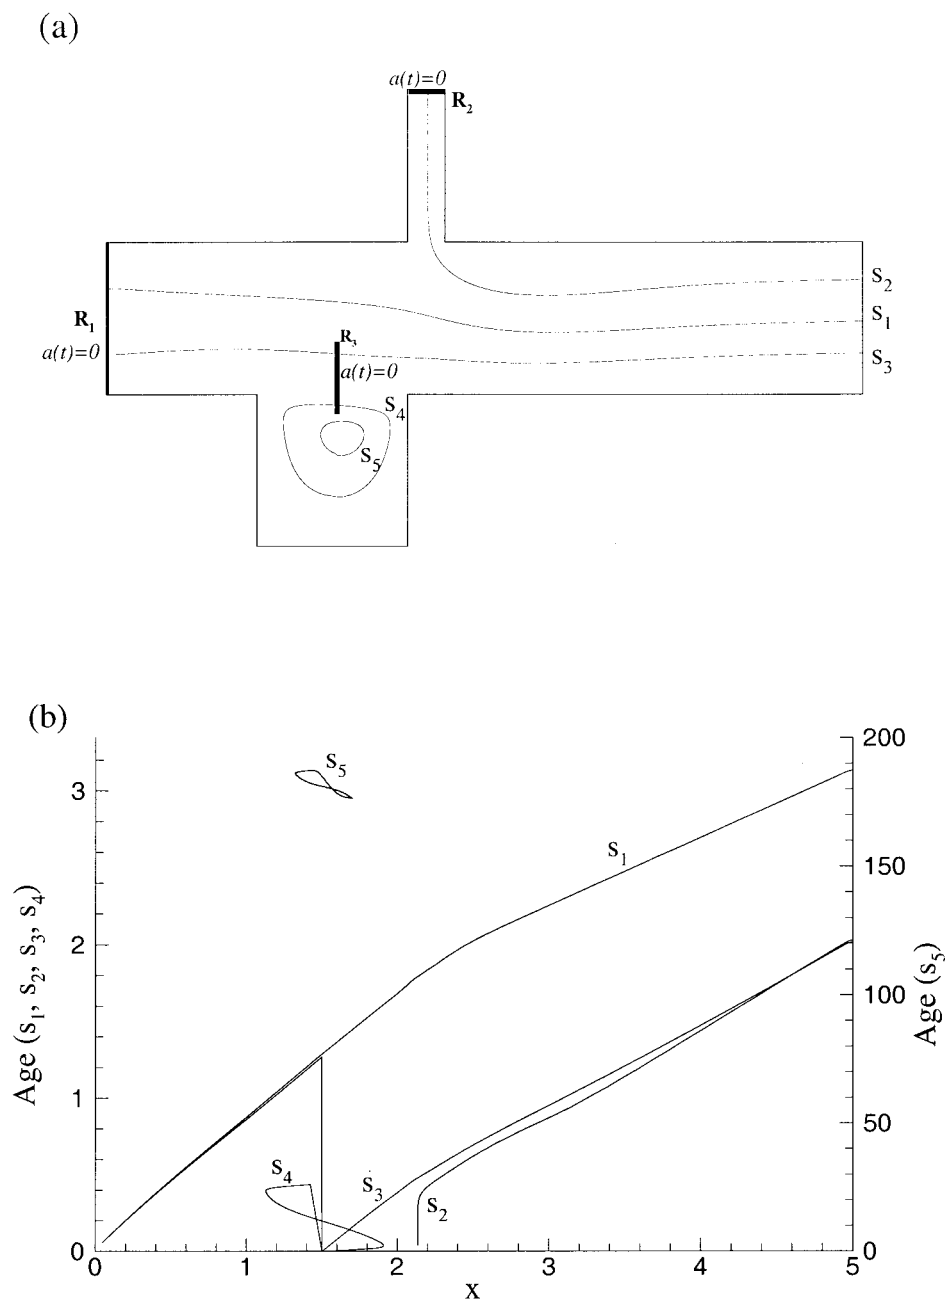 (a)
a(t)=0
R2
S2
S1
R1
R3
a(t)=0
a(t)=0
S3
S4
S5
(b)
200
S5
3
150
S1
Age (s1, s2, s3, s4)
2
100
Age (s5)
1
50
S4
S3
S2
0
0
0
1
2
3
4
5
x